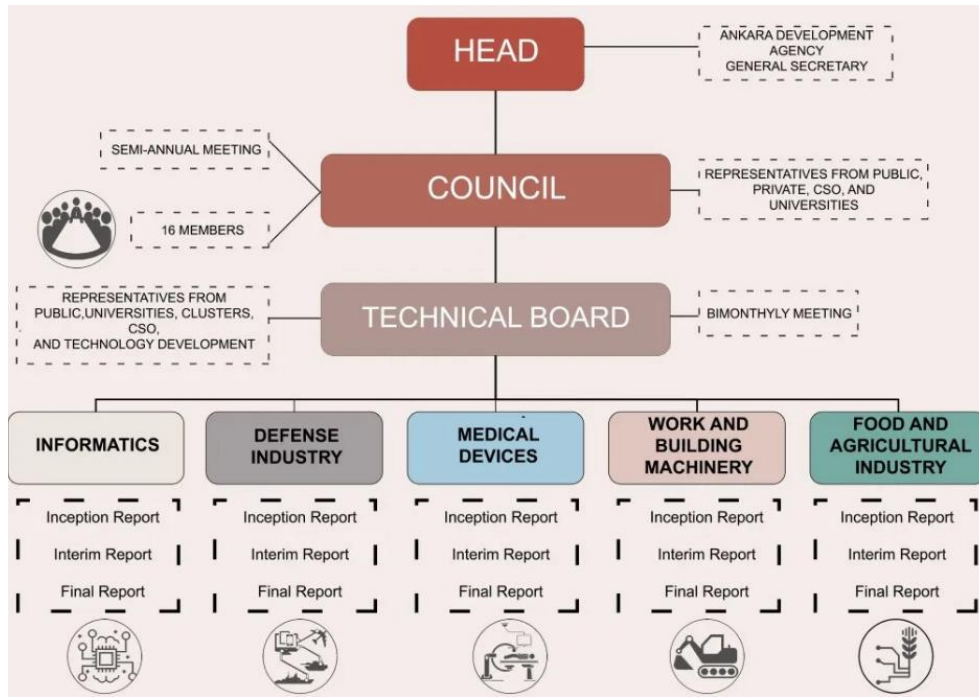 HEAD
ANKARA DEVELOPMENT
AGENCY
GENERAL SECRETARY
SEMI-ANNUAL MEETING
16 MEMBERS
COUNCIL
REPRESENTATIVES FROM PUBLIC,
PRIVATE, CSO, AND
UNIVERSITIES
REPRESENTATIVES FROM
PUBLIC,UNIVERSITIES, CLUSTERS,
CSO,
AND TECHNOLOGY DEVELOPMENT
TECHNICAL BOARD
BIMONTHYLY MEETING
INFORMATICS
DEFENSE
INDUSTRY
MEDICAL
DEVICES
WORK AND
BUILDING
MACHINERY
FOOD AND
AGRICULTURAL
INDUSTRY
Inception Report
Interim Report
Final Report
Inception Report
Interim Report
Final Report
Inception Report
Interim Report
Final Report
Inception Report
Interim Report
Final Report
Inception Report
Interim Report
Final Report